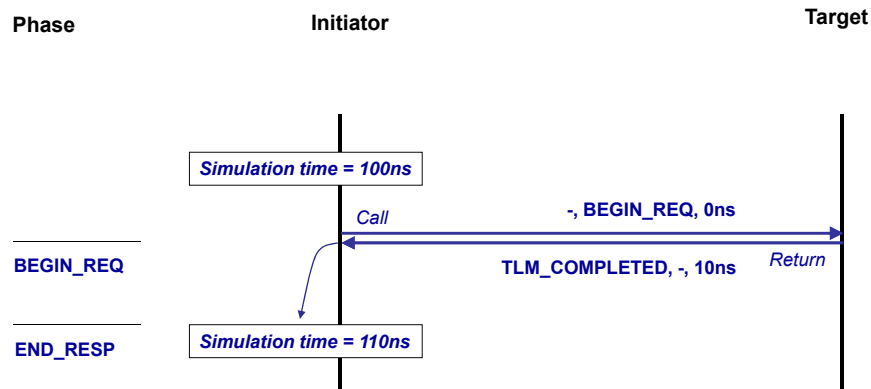 Phase
Initiator
Target
Simulation time = 100ns
Call
-, BEGIN_REQ, 0ns
BEGIN_REQ
TLM_COMPLETED, -, 10ns
Return
END_RESP
Simulation time = 110ns